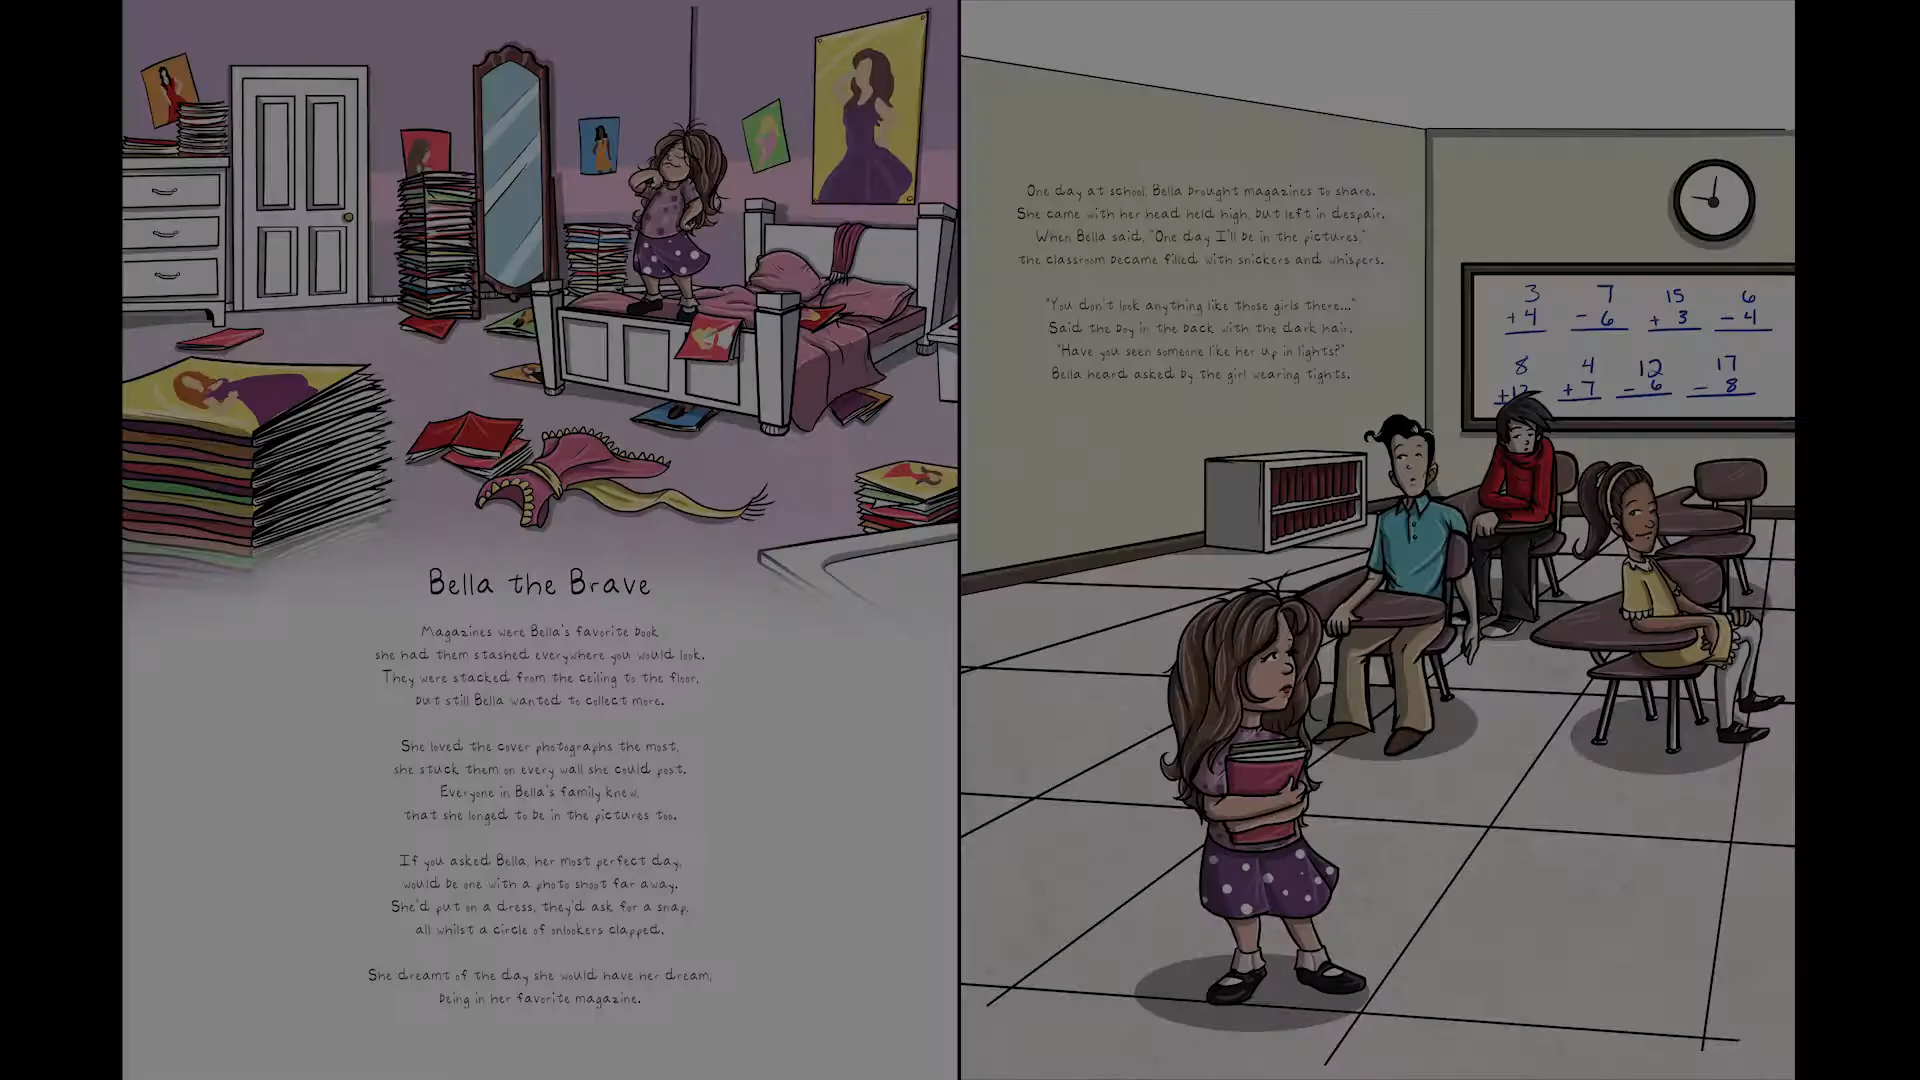 Bella the Brave
Magazines were Bella's favorite book
she had them stashed everywhere you would look.
They were stacked from the ceiling to the floor,
but still Bella wanted to collect more.
She loved the cover photographs the most,
she stuck them on every wall she could post.
Everyone in Bella's family knew,
that she longed to be in the pictures too.
If you asked Bella, her most perfect day,
would be one with a photo shoot far away.
She'd put on a dress, they'd ask for a snap,
all whilst a circle of onlookers clapped.
She dreamt of the day she would have her dream,
being in her favorite magazine.
One day at school, Bella brought magazines to share.
She came with her head held high, but left in despair.
When Bella said, "One day I'll be in the pictures,"
the classroom became filled with snickers and whispers.
"You don't look anything like those girls there..."
Said the boy in the back with the dark hair.
"Have you seen someone like her up in lights?"
Bella heard asked by the girl wearing tights.
3 7 15 6
+4 -6 +3 -4
8 4 12 17
+7 -6 -8